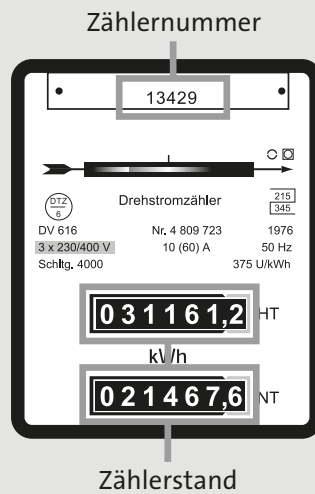 Zählernummer
13429
DTZ
6
Drehstromzähler
215
345
DV 616 Nr. 4 809 723 1976
3 x 230/400 V 10 (60) A 50 Hz
Schltg. 4000 375 U/kWh
031161,2 HT
kWh
021467,6 NT
Zählerstand